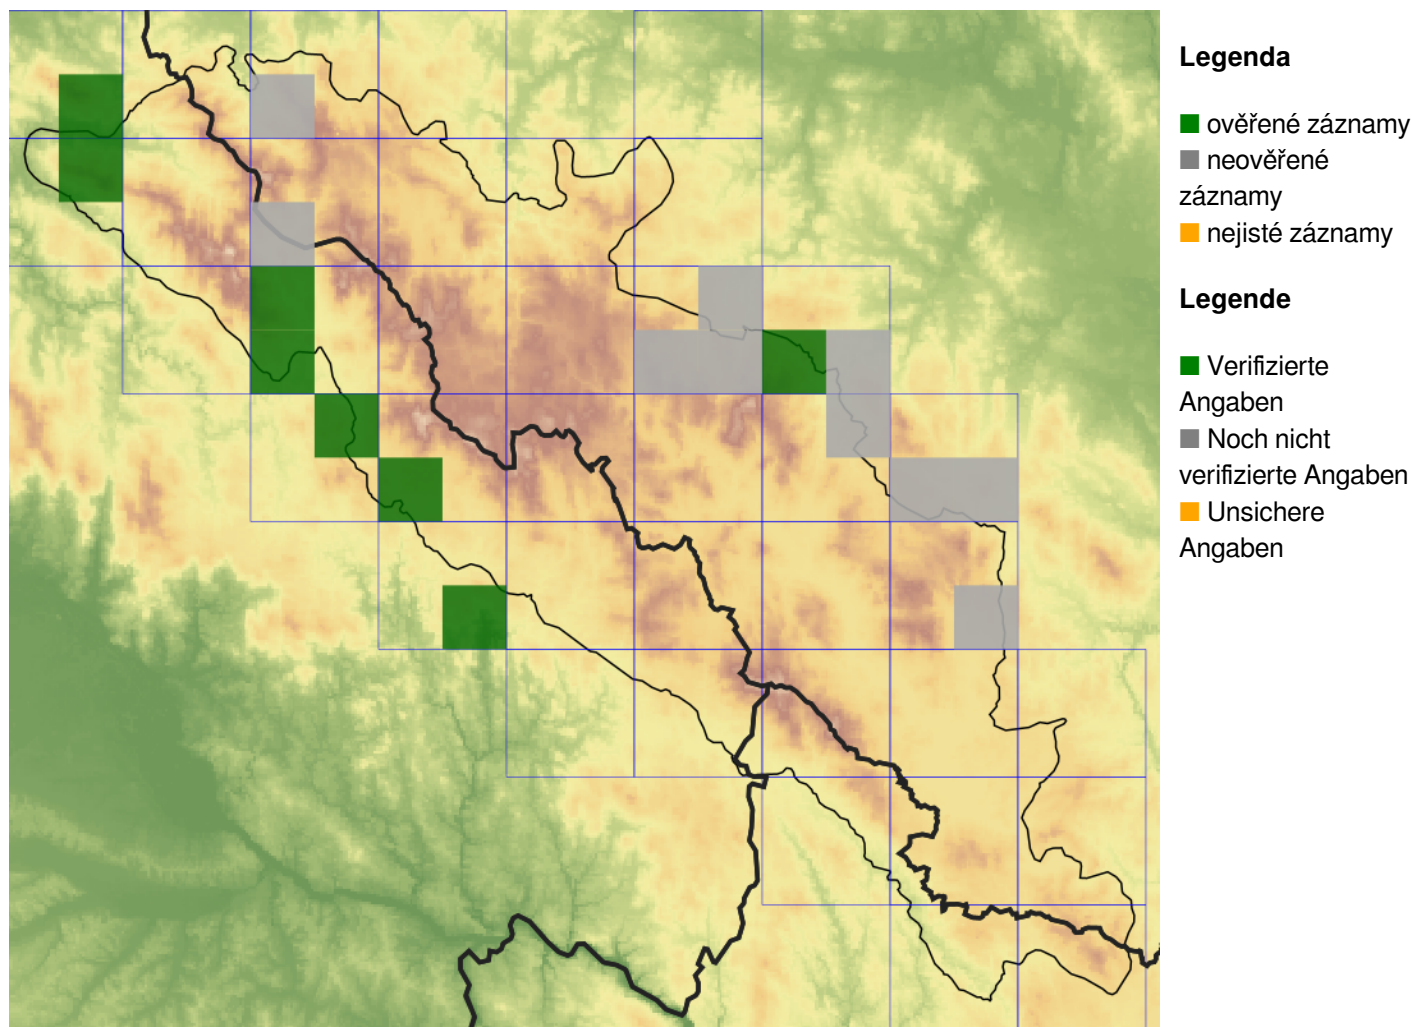 Legenda
ověřené záznamy
neověřené
záznamy
nejisté záznamy
Legende
Verifizierte
Angaben
Noch nicht
verifizierte Angaben
Unsichere
Angaben